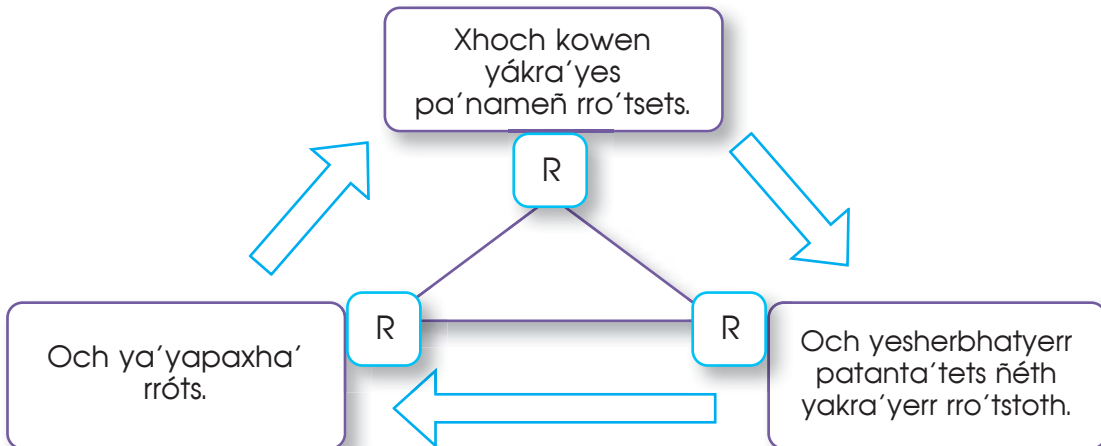 Xhoch kowen
yákra´yes
pa´nameñ rro´tsets.
R
R
R
Och ya´yapaxha´
rróts.
Och yesherbhatyerr
patanta´tets ñéth
yakra´yerr rro´tstoth.